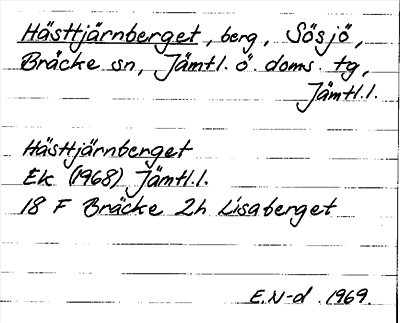 Hästtjärnberget, berg, Sösjö,
Bräcke sn, Jämtl. ö. doms. tg,
Jämtl.l.
Hästtjärnberget
Ek (1968) Jämtl.l.
18 F Bräcke 2h Lisaberget
E.N-d. 1969.